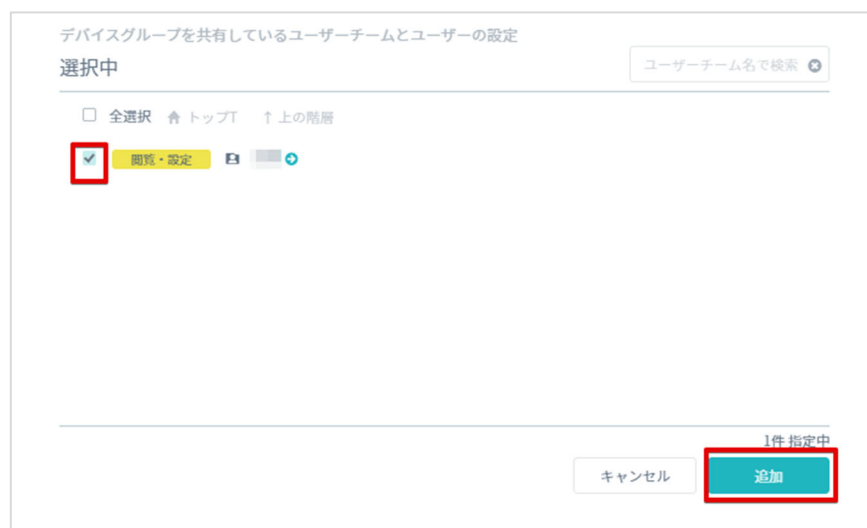 デバイスグループを共有しているユーザーチームとユーザーの設定
選択中
ユーザーチーム名で検索
全選択 トップT ↑上の階層
閲覧・設定
1件 指定中
キャンセル
追加